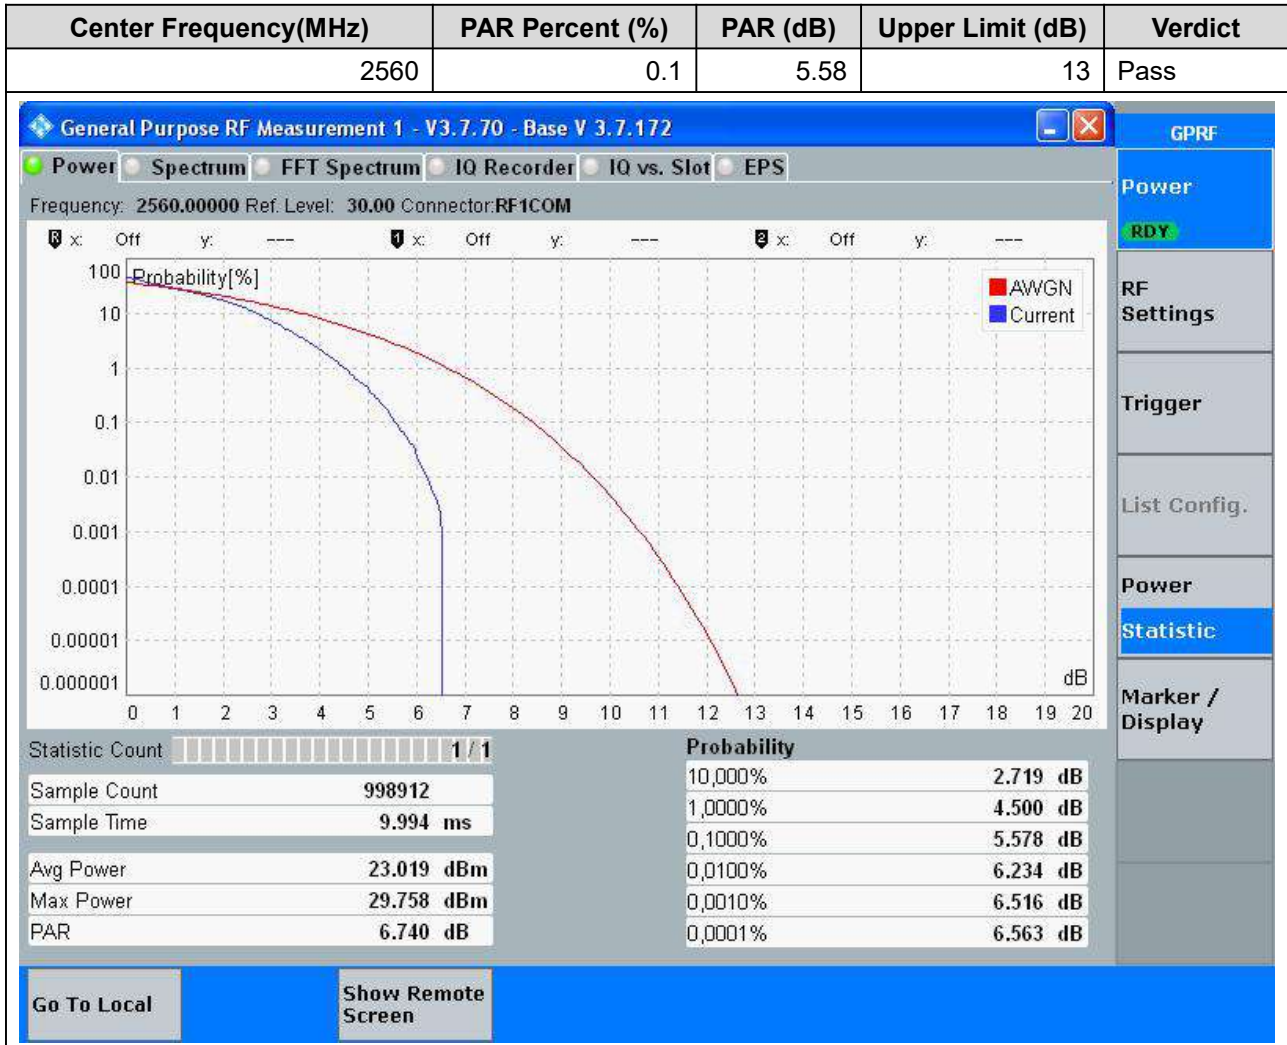 Center Frequency(MHz) PAR Percent (%) PAR (dB) Upper Limit (dB) Verdict
2560 0.1 5.58 13 Pass
General Purpose RF Measurement 1 - V3.7.70 - Base V 3.7.172
GPRF
Power Spectrum FFT Spectrum IQ Recorder IQ vs. Slot EPS
Power
RDY
Frequency: 2560.00000 Ref. Level: 30.00 Connector:RF1COM
R x: Off y: --- 1 x: Off y: --- 2 x: Off y: ---
100 Probability[%]
AWGN
Current
10
1
0.1
0.01
0.001
0.0001
0.00001
0.000001
dB
0 1 2 3 4 5 6 7 8 9 10 11 12 13 14 15 16 17 18 19 20
RF
Settings
Trigger
List Config.
Power
Statistic
Marker /
Display
Statistic Count 1 / 1
Sample Count 998912
Sample Time 9.994 ms
Avg Power 23.019 dBm
Max Power 29.758 dBm
PAR 6.740 dB
Probability
10,000% 2.719 dB
1,0000% 4.500 dB
0,1000% 5.578 dB
0,0100% 6.234 dB
0,0010% 6.516 dB
0,0001% 6.563 dB
Go To Local
Show Remote
Screen